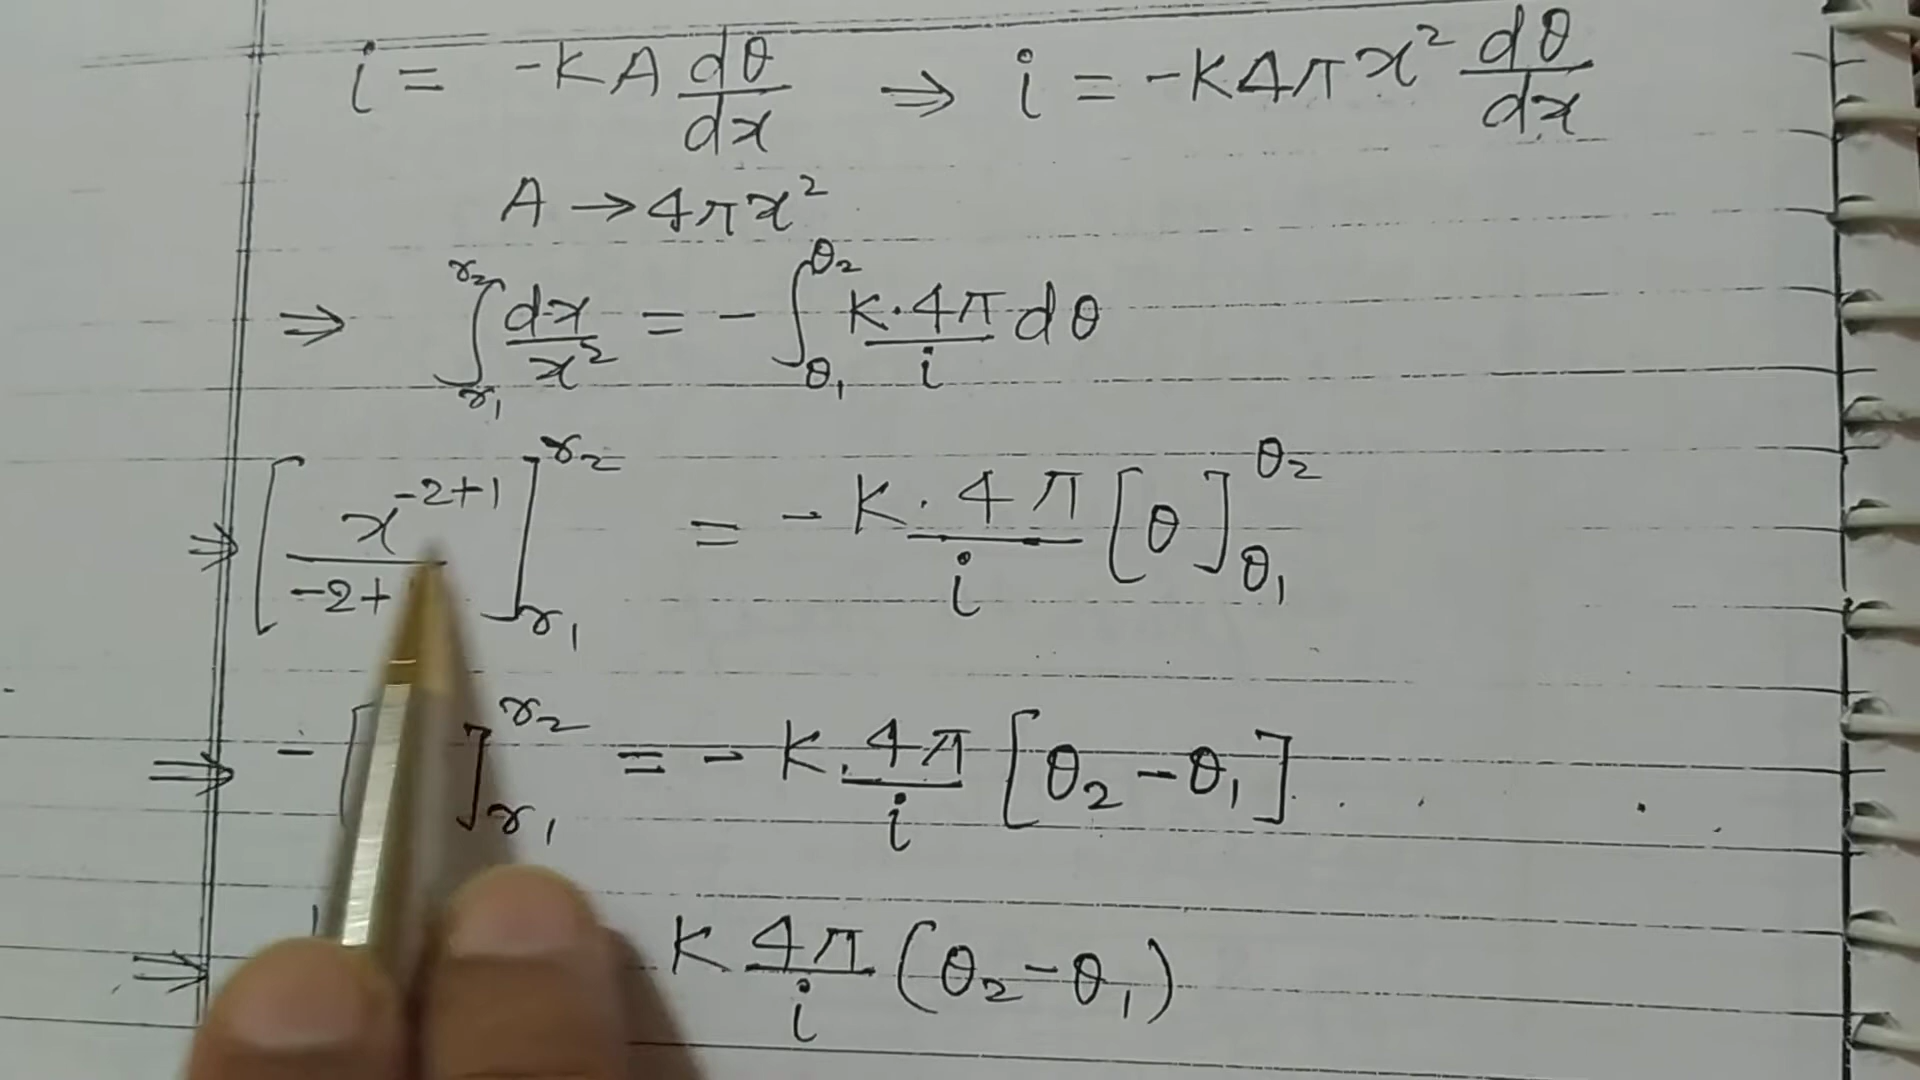 i = -KA dθ/dx ⇒ i = -K4πx² dθ/dx
A → 4πx²
⇒ ∫_{r₁}^{r₂} dx/x² = - ∫_{θ₁}^{θ₂} K·4π/i dθ
⇒ [x^{-2+1}/-2+]_{r₁}^{r₂} = - K·4π/i [θ]_{θ₁}^{θ₂}
⇒ - [ ]_{r₁}^{r₂} = - K·4π/i [θ₂-θ₁]
⇒ K 4π/i (θ₂-θ₁)